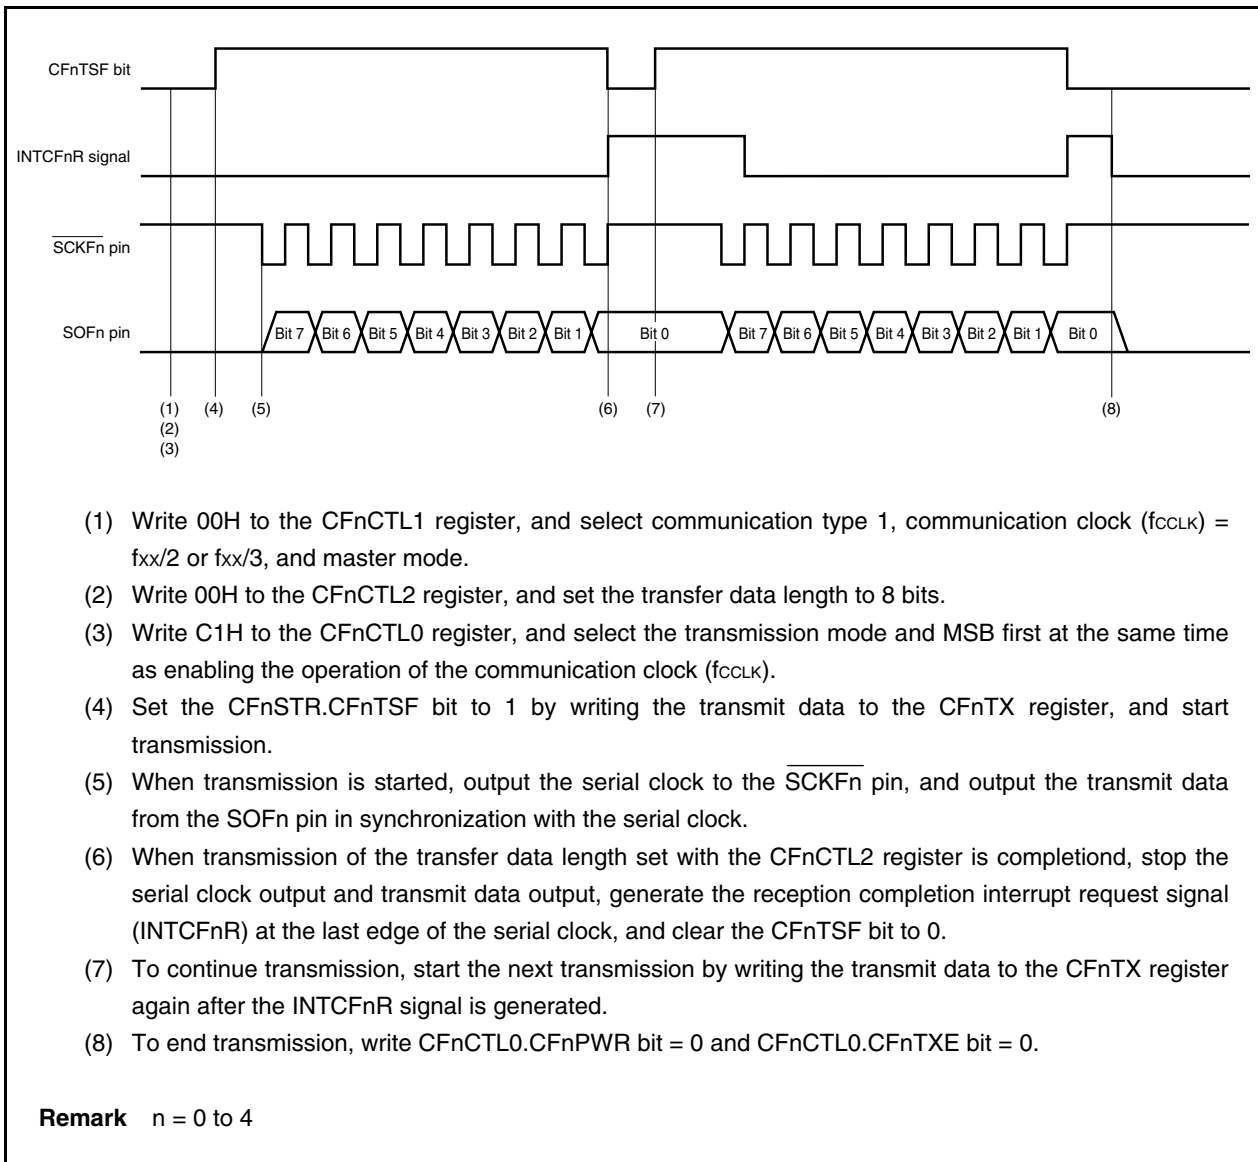 CFnTSF bit
INTCFnR signal
SCKFn pin
SOFn pin
Bit 7 Bit 6 Bit 5 Bit 4 Bit 3 Bit 2 Bit 1 Bit 0 Bit 7 Bit 6 Bit 5 Bit 4 Bit 3 Bit 2 Bit 1 Bit 0
(1) (4) (5) (6) (7) (8)
(2)
(3)
(1) Write 00H to the CFnCTL1 register, and select communication type 1, communication clock (fCCLK) =
fxx/2 or fxx/3, and master mode.
(2) Write 00H to the CFnCTL2 register, and set the transfer data length to 8 bits.
(3) Write C1H to the CFnCTL0 register, and select the transmission mode and MSB first at the same time
as enabling the operation of the communication clock (fCCLK).
(4) Set the CFnSTR.CFnTSF bit to 1 by writing the transmit data to the CFnTX register, and start
transmission.
(5) When transmission is started, output the serial clock to the SCKFn pin, and output the transmit data
from the SOFn pin in synchronization with the serial clock.
(6) When transmission of the transfer data length set with the CFnCTL2 register is completiond, stop the
serial clock output and transmit data output, generate the reception completion interrupt request signal
(INTCFnR) at the last edge of the serial clock, and clear the CFnTSF bit to 0.
(7) To continue transmission, start the next transmission by writing the transmit data to the CFnTX register
again after the INTCFnR signal is generated.
(8) To end transmission, write CFnCTL0.CFnPWR bit = 0 and CFnCTL0.CFnTXE bit = 0.
Remark n = 0 to 4